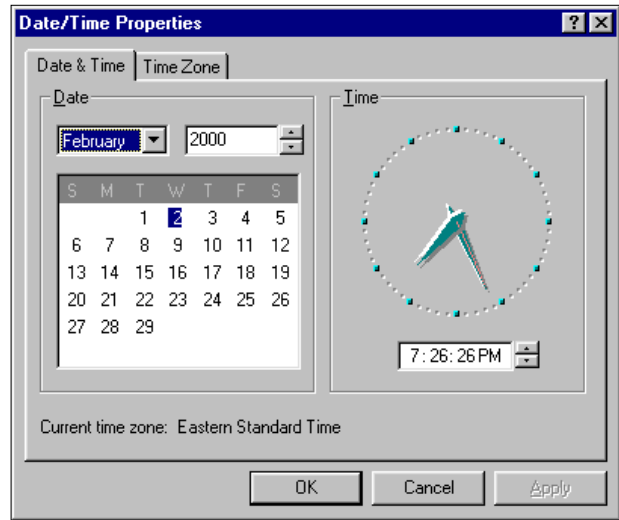 Date/Time Properties
Date & Time
Time Zone
Date
February
2000
S M T W T F S
1 2 3 4 5
6 7 8 9 10 11 12
13 14 15 16 17 18 19
20 21 22 23 24 25 26
27 28 29
Time
7:26:26 PM
Current time zone: Eastern Standard Time
OK
Cancel
Apply